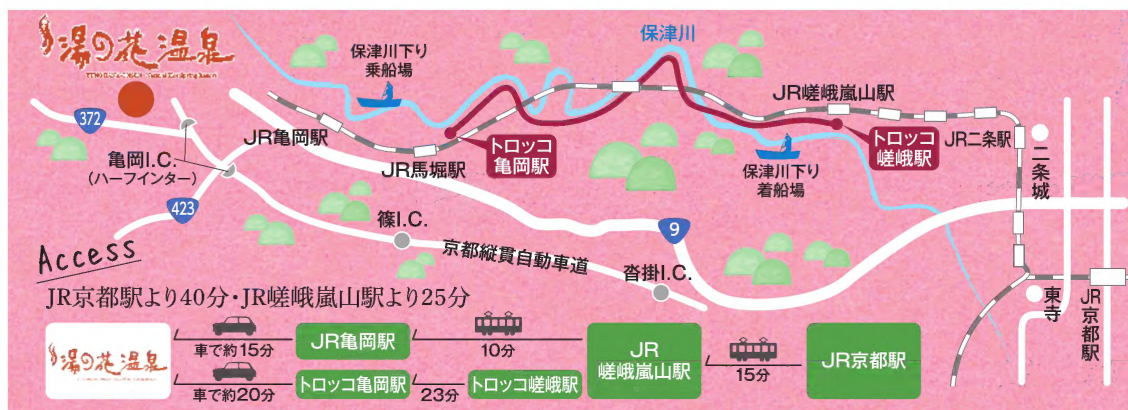 湯の花温泉
372
亀岡I.C.
(ハーフインター)
423
JR亀岡駅
保津川下り
乗船場
JR馬堀駅
トロッコ
亀岡駅
保津川
JR嵯峨嵐山駅
トロッコ
嵯峨駅
保津川下り
着船場
JR二条駅
二条城
篠I.C.
京都縦貫自動車道
9
沓掛I.C.
東寺
JR京都駅
Access
JR京都駅より40分・JR嵯峨嵐山駅より25分
湯の花温泉
車で約15分
JR亀岡駅
10分
JR
嵯峨嵐山駅
15分
JR京都駅
車で約20分
トロッコ亀岡駅
23分
トロッコ嵯峨駅